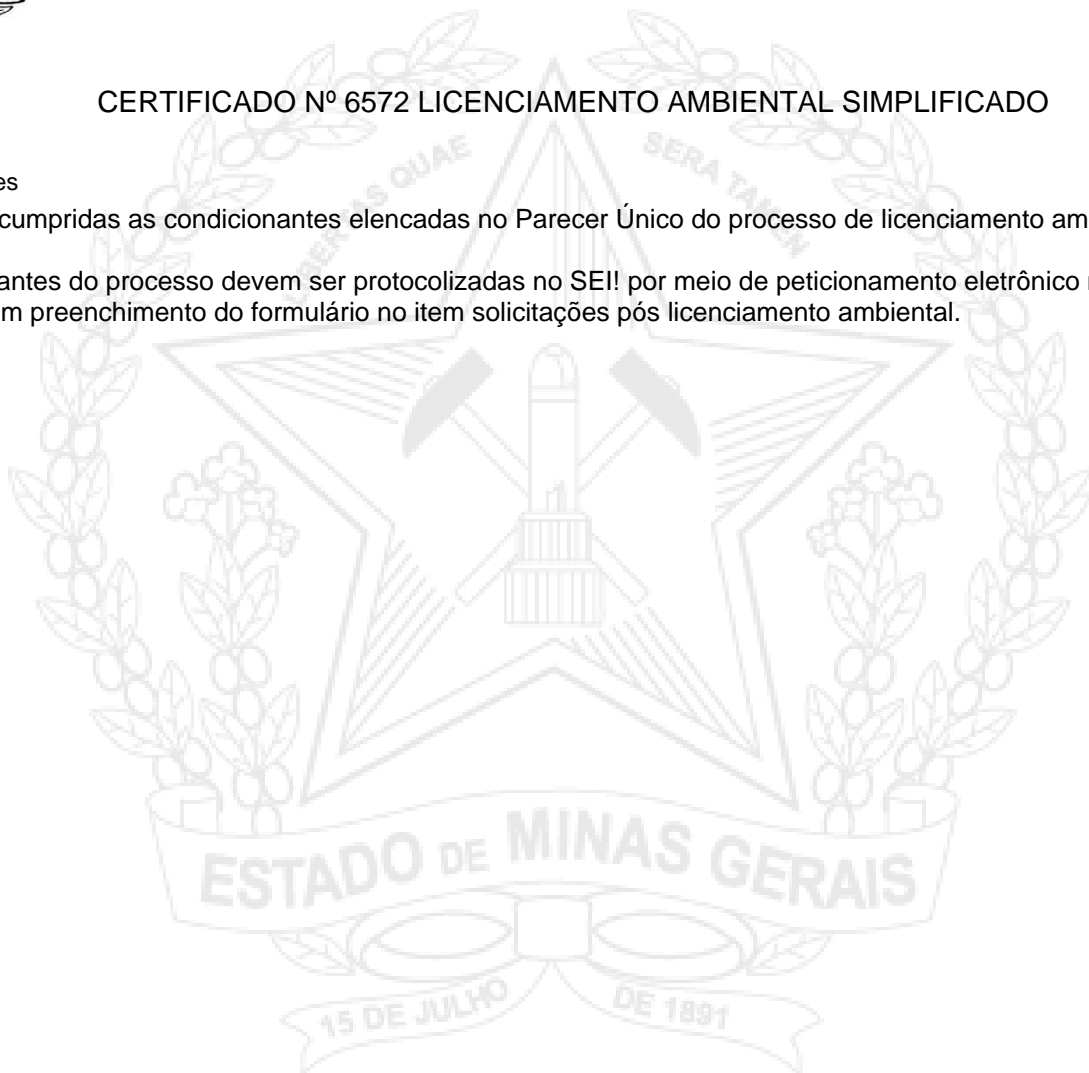 CERTIFICADO Nº 6572 LICENCIAMENTO AMBIENTAL SIMPLIFICADO
es
cumpridas as condicionantes elencadas no Parecer Único do processo de licenciamento am
antes do processo devem ser protocolizadas no SEI! por meio de peticionamento eletrônico
m preenchimento do formulário no item solicitações pós licenciamento ambiental.
LIBERTAS QUAE SERA TAMEN
ESTADO DE MINAS GERAIS
15 DE JULHO DE 1891